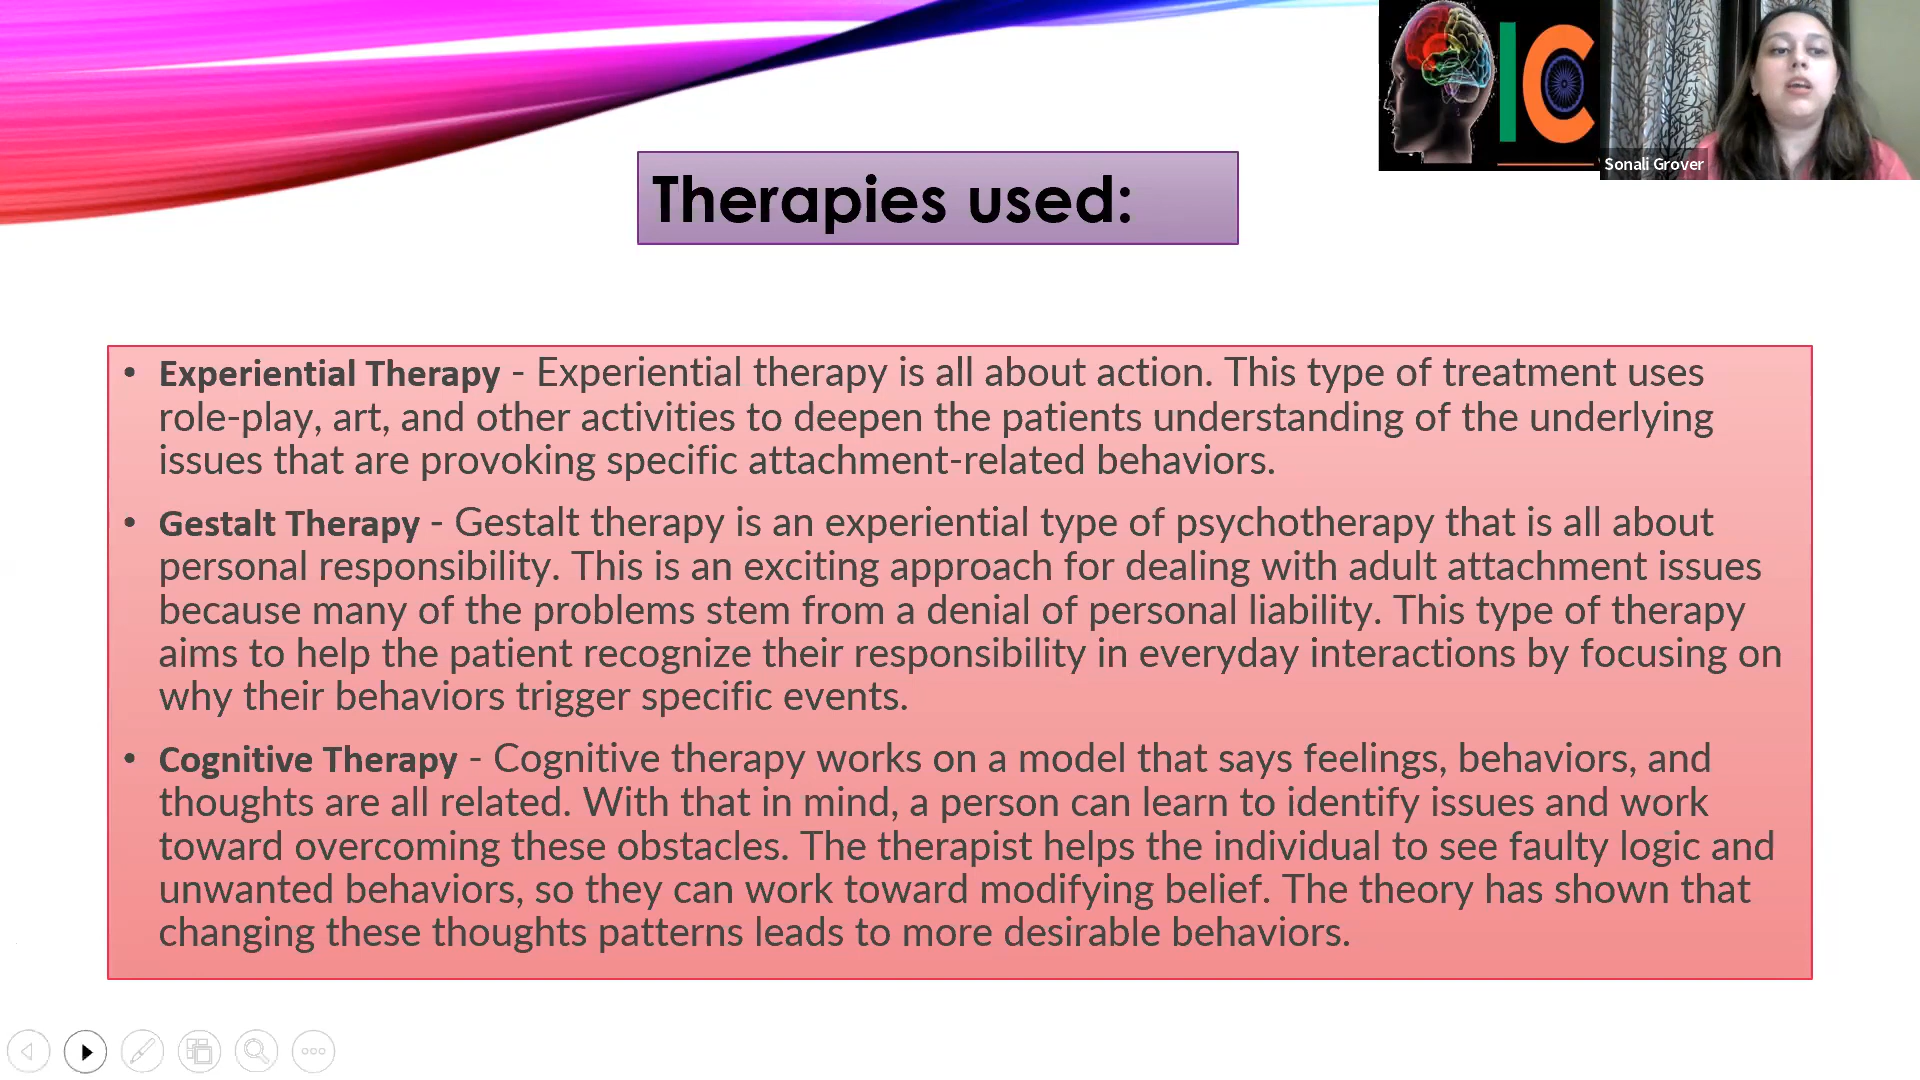 IC
Sonali Grover
Therapies used:
• Experiential Therapy - Experiential therapy is all about action. This type of treatment uses
role-play, art, and other activities to deepen the patients understanding of the underlying
issues that are provoking specific attachment-related behaviors.
• Gestalt Therapy - Gestalt therapy is an experiential type of psychotherapy that is all about
personal responsibility. This is an exciting approach for dealing with adult attachment issues
because many of the problems stem from a denial of personal liability. This type of therapy
aims to help the patient recognize their responsibility in everyday interactions by focusing on
why their behaviors trigger specific events.
• Cognitive Therapy - Cognitive therapy works on a model that says feelings, behaviors, and
thoughts are all related. With that in mind, a person can learn to identify issues and work
toward overcoming these obstacles. The therapist helps the individual to see faulty logic and
unwanted behaviors, so they can work toward modifying belief. The theory has shown that
changing these thoughts patterns leads to more desirable behaviors.